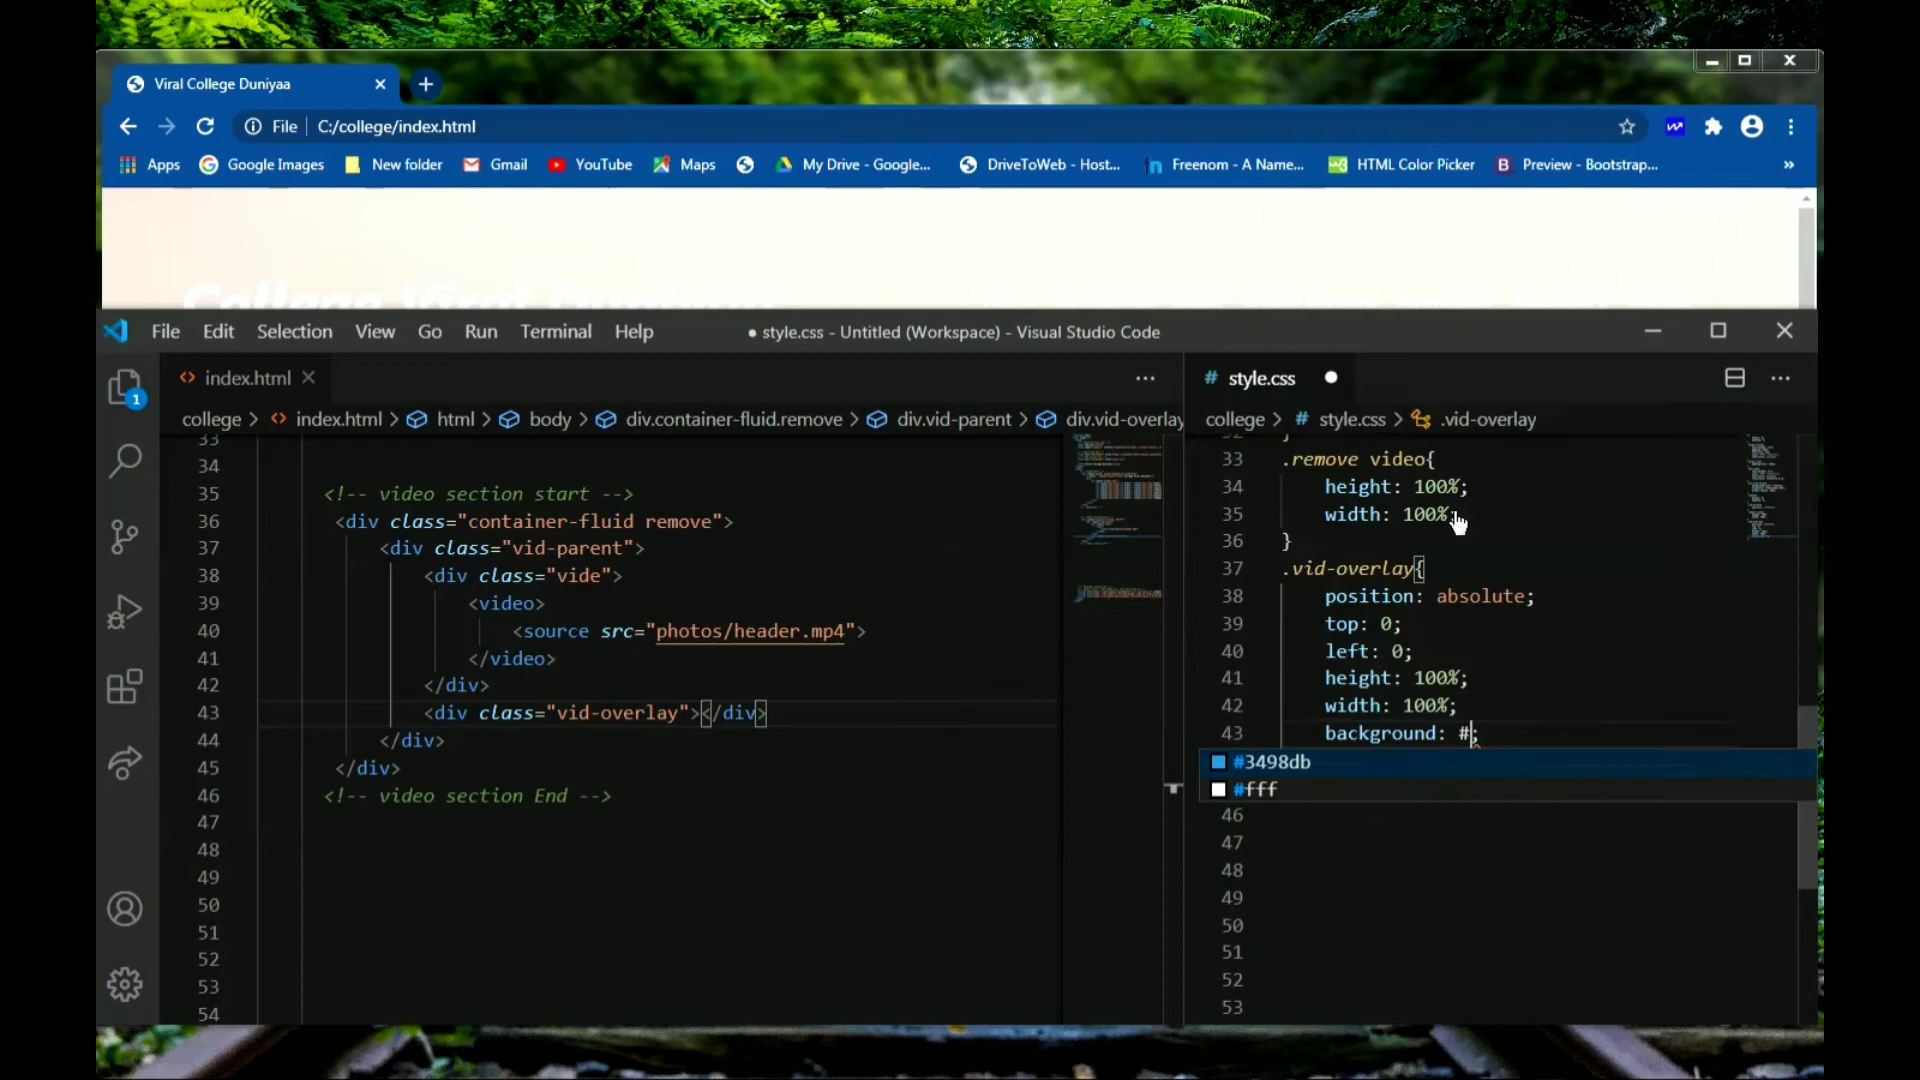 Viral College Duniyaa
File C:/college/index.html
Apps Google Images New folder Gmail YouTube Maps My Drive - Google... DriveToWeb - Host... Freenom - A Name... HTML Color Picker Preview - Bootstrap... »
College Viral Duniyaa
File Edit Selection View Go Run Terminal Help ● style.css - Untitled (Workspace) - Visual Studio Code
1
<> index.html
college > <> index.html > html > body > div.container-fluid.remove > div.vid-parent > div.vid-overlay
33
34
35 <!-- video section start -->
36 <div class="container-fluid remove">
37 <div class="vid-parent">
38 <div class="vide">
39 <video>
40 <source src="photos/header.mp4">
41 </video>
42 </div>
43 <div class="vid-overlay"></div>
44 </div>
45 </div>
46 <!-- video section End -->
47
48
49
50
51
52
53
54
# style.css ●
college > # style.css > .vid-overlay
32 }
33 .remove video{
34 height: 100%;
35 width: 100%;
36 }
37 .vid-overlay{
38 position: absolute;
39 top: 0;
40 left: 0;
41 height: 100%;
42 width: 100%;
43 background: #;
#3498db
#fff
46
47
48
49
50
51
52
53